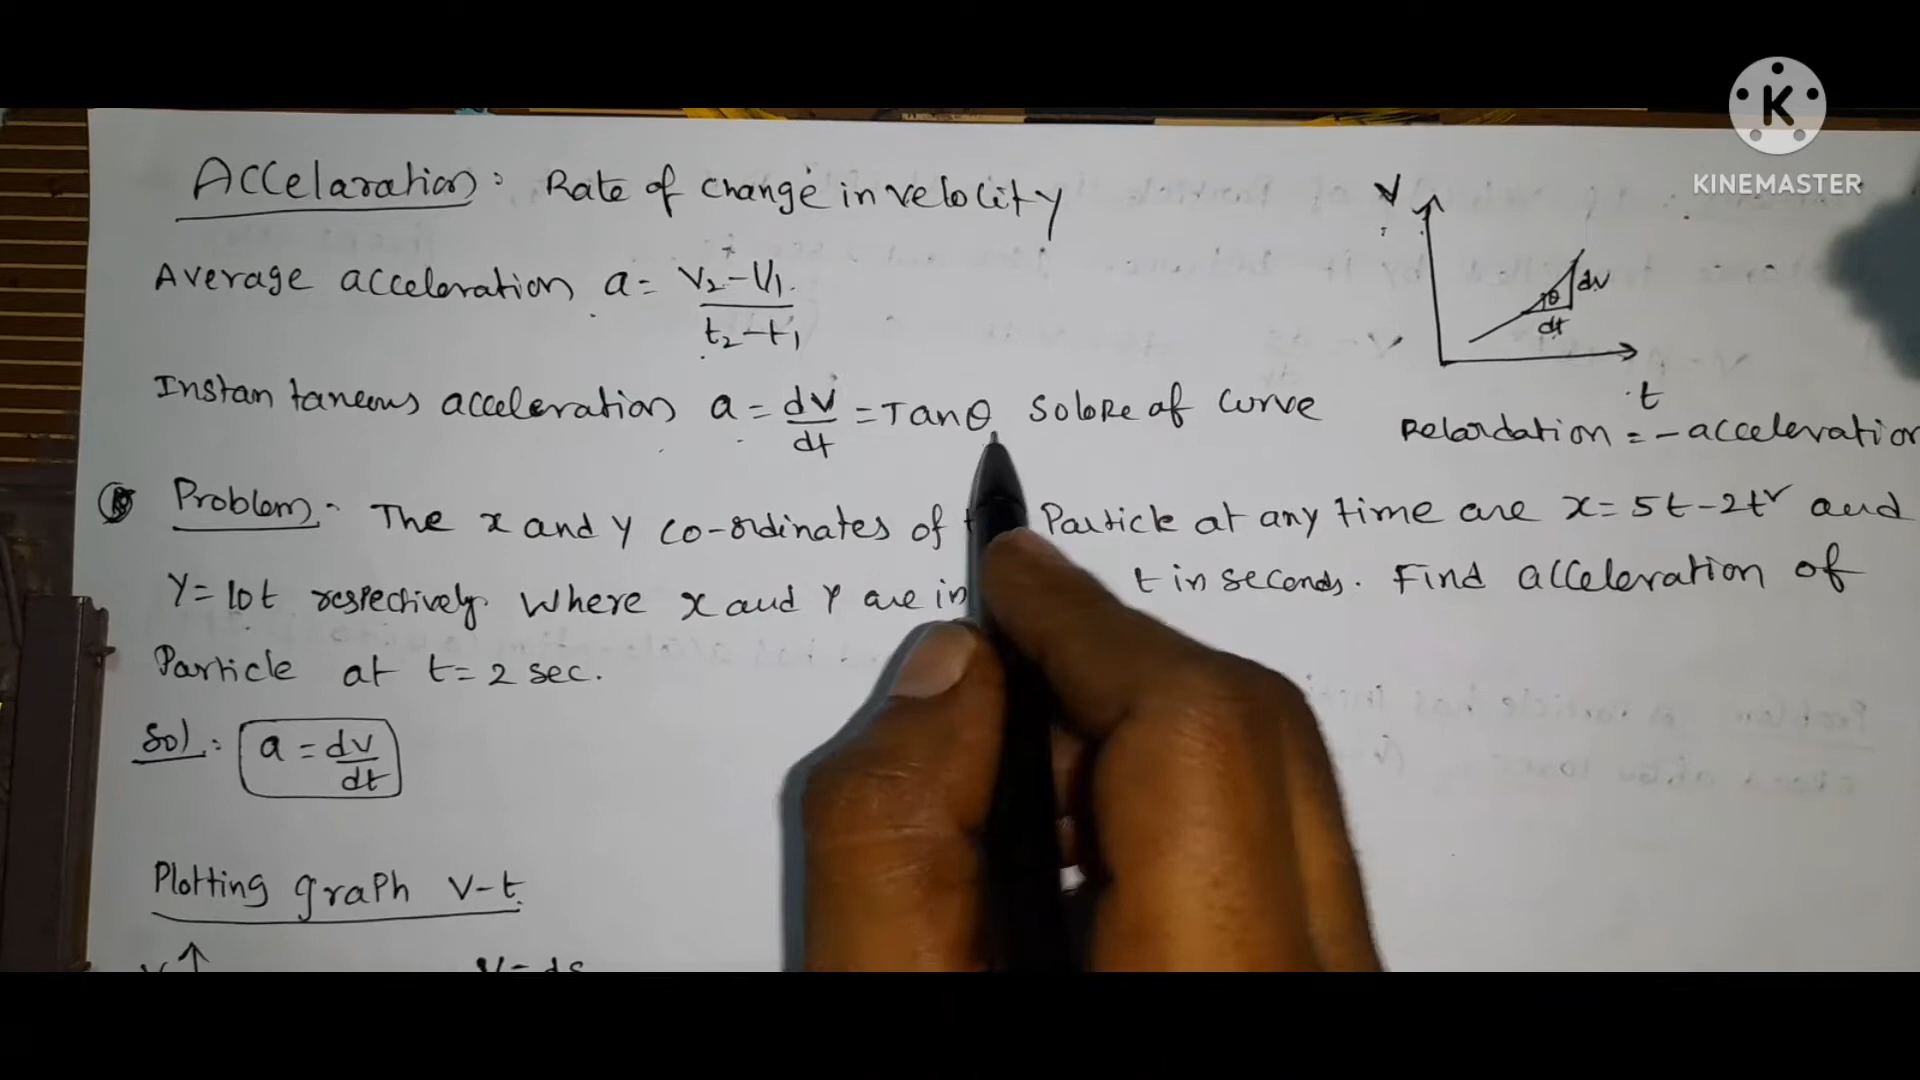 K
KINEMASTER
Accelaration: Rate of change in velocity
Average acceleration a = V2-V1
t2-t1
V
dv
θ
dt
t
Instantaneous acceleration a = dv = Tanθ Solope of curve
dt
Relardation = - acceleration
Problem:- The x and y co-ordinates of Particle at any time are x = 5t-2t² and
Y = 10t respectively. Where x and y are in t in seconds. Find acceleration of
Particle at t = 2 sec.
Sol: a = dv
dt
Plotting graph V-t